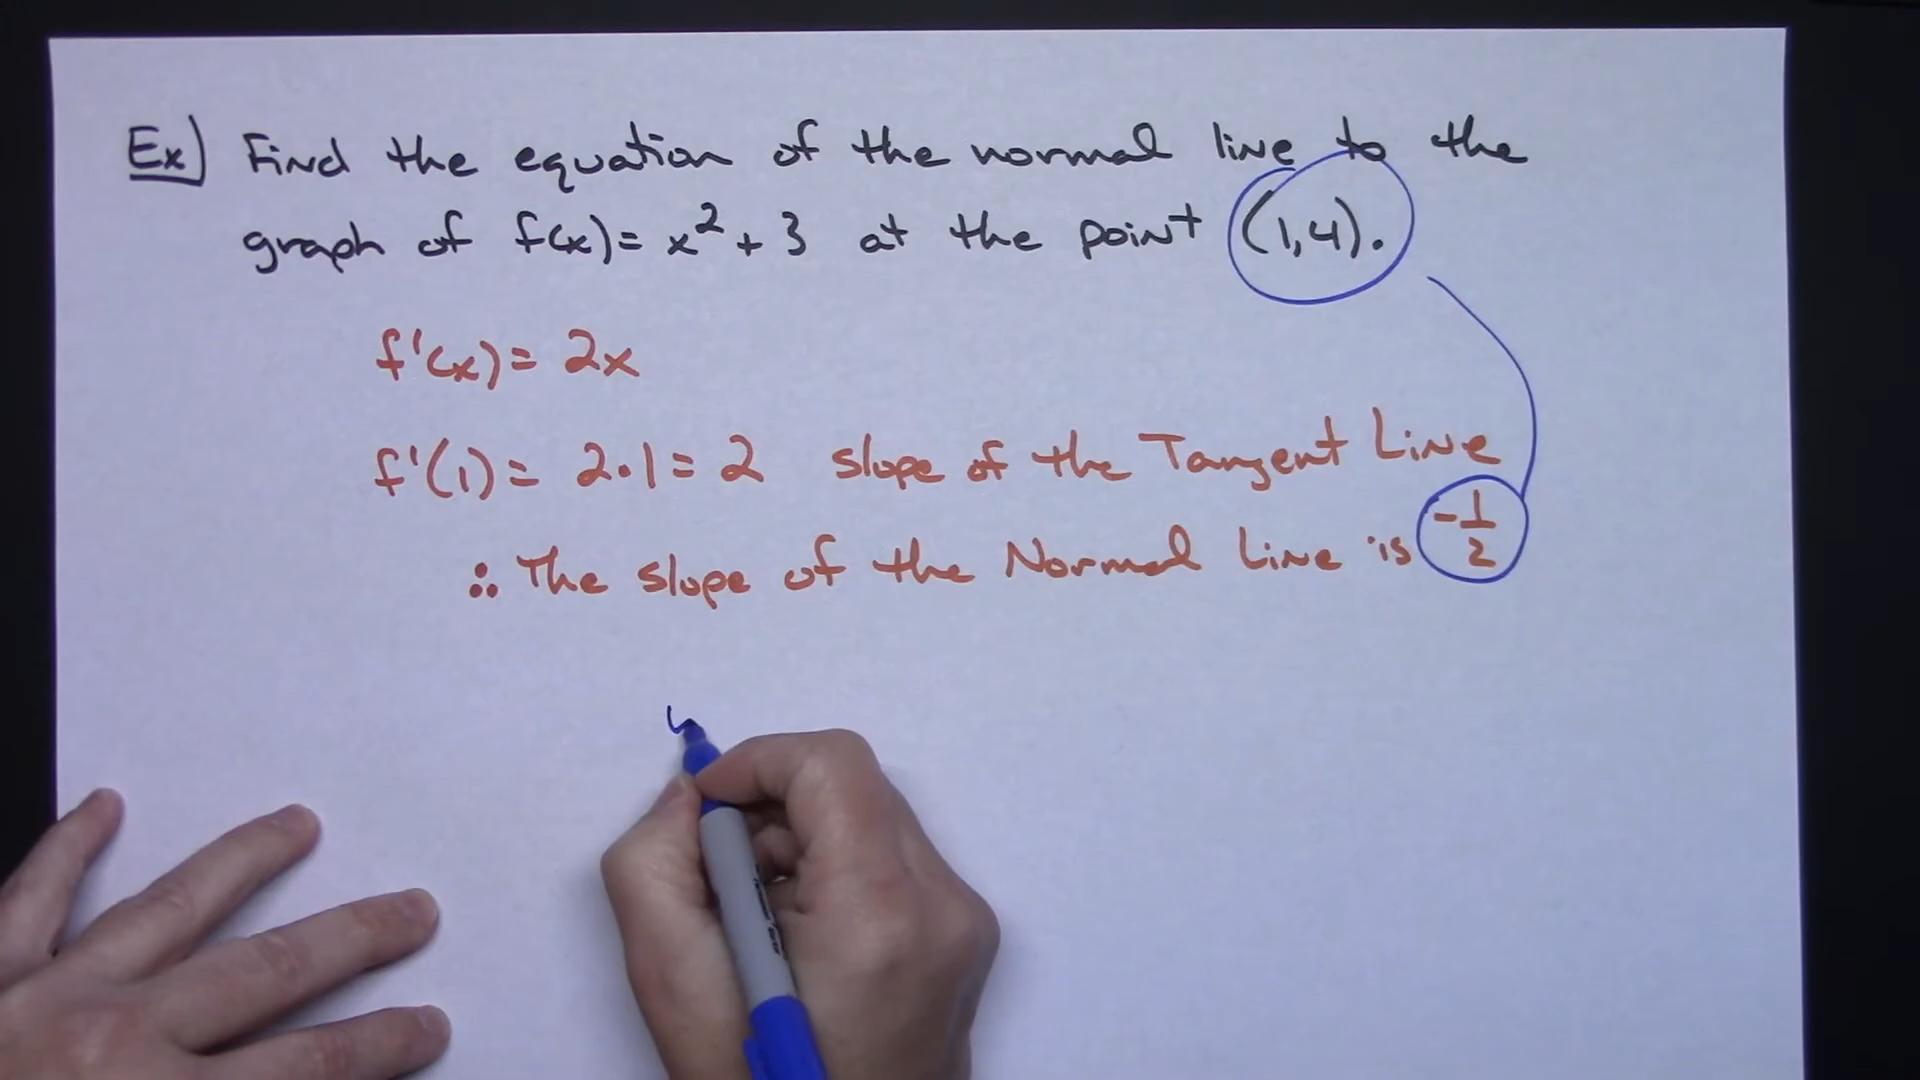 Ex) Find the equation of the normal line to the
graph of f(x) = x² + 3 at the point (1,4).
f'(x) = 2x
f'(1) = 2·1 = 2 slope of the Tangent Line
∴ The slope of the Normal Line is -1/2